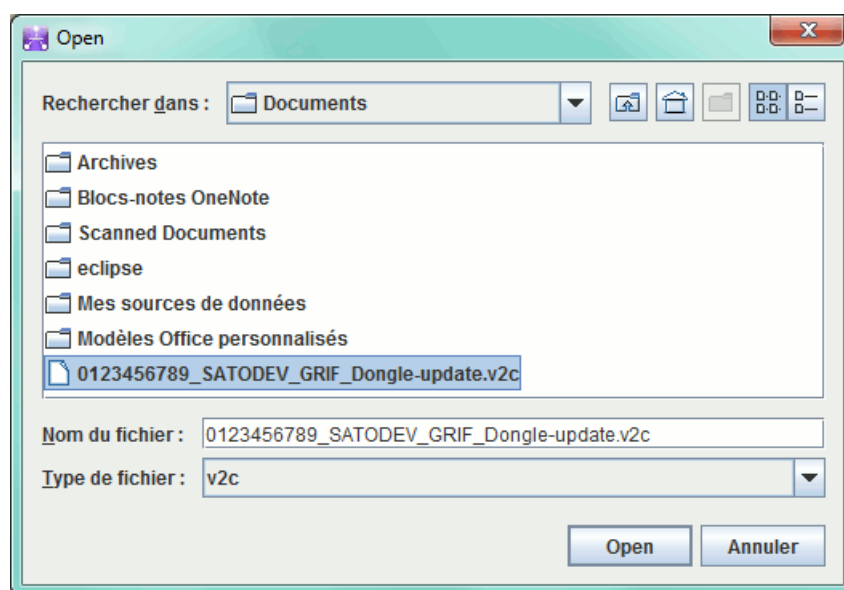 Open
Rechercher dans : Documents
Archives
Blocs-notes OneNote
Scanned Documents
eclipse
Mes sources de données
Modèles Office personnalisés
0123456789_SATODEV_GRIF_Dongle-update.v2c
Nom du fichier : 0123456789_SATODEV_GRIF_Dongle-update.v2c
Type de fichier : v2c
Open Annuler